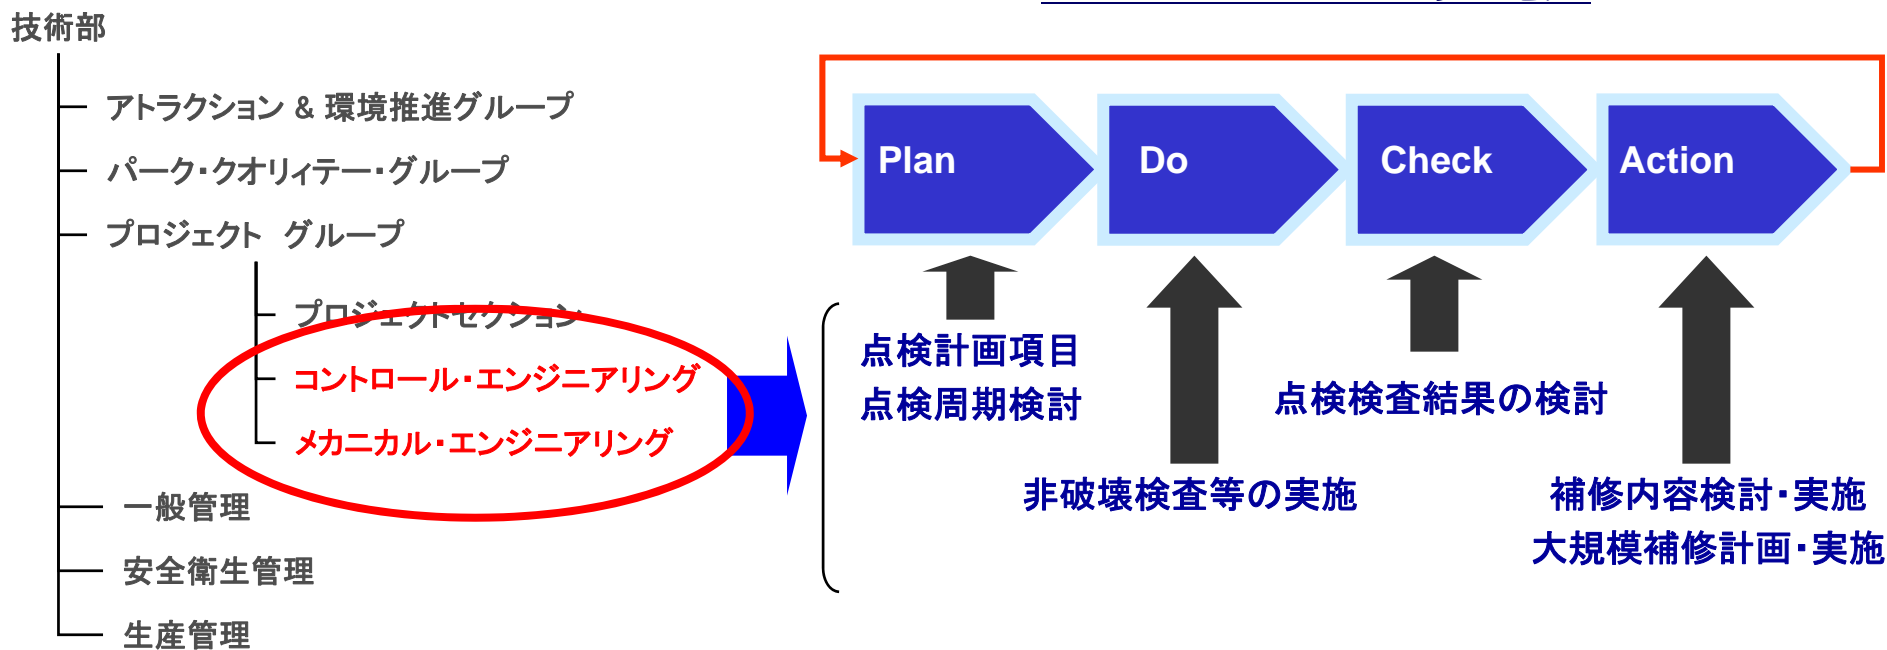 技術部
アトラクション & 環境推進グループ
パーク・クオリィテー・グループ
プロジェクト グループ
プロジェクトセクション
コントロール・エンジニアリング
メカニカル・エンジニアリング
一般管理
安全衛生管理
生産管理
Plan
Do
Check
Action
点検計画項目
点検周期検討
非破壊検査等の実施
点検検査結果の検討
補修内容検討・実施
大規模補修計画・実施